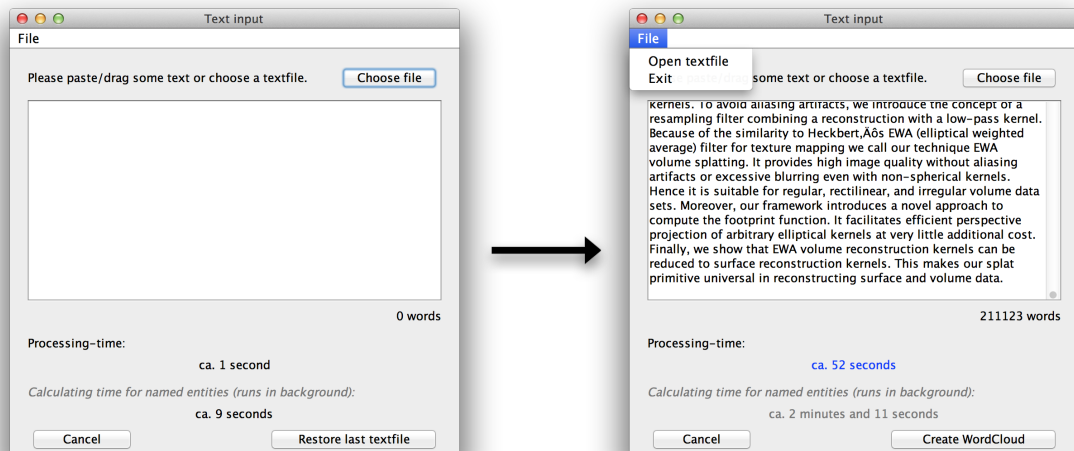 Text input
File
Please paste/drag some text or choose a textfile.
Choose file
0 words
Processing-time:
ca. 1 second
Calculating time for named entities (runs in background):
ca. 9 seconds
Cancel
Restore last textfile
Text input
File
Open textfile
Exit
some text or choose a textfile.
Choose file
kernels. To avoid aliasing artifacts, we introduce the concept of a
resampling filter combining a reconstruction with a low-pass kernel.
Because of the similarity to Heckbert‚Äôs EWA (elliptical weighted
average) filter for texture mapping we call our technique EWA
volume splatting. It provides high image quality without aliasing
artifacts or excessive blurring even with non-spherical kernels.
Hence it is suitable for regular, rectilinear, and irregular volume data
sets. Moreover, our framework introduces a novel approach to
compute the footprint function. It facilitates efficient perspective
projection of arbitrary elliptical kernels at very little additional cost.
Finally, we show that EWA volume reconstruction kernels can be
reduced to surface reconstruction kernels. This makes our splat
primitive universal in reconstructing surface and volume data.
211123 words
Processing-time:
ca. 52 seconds
Calculating time for named entities (runs in background):
ca. 2 minutes and 11 seconds
Cancel
Create WordCloud